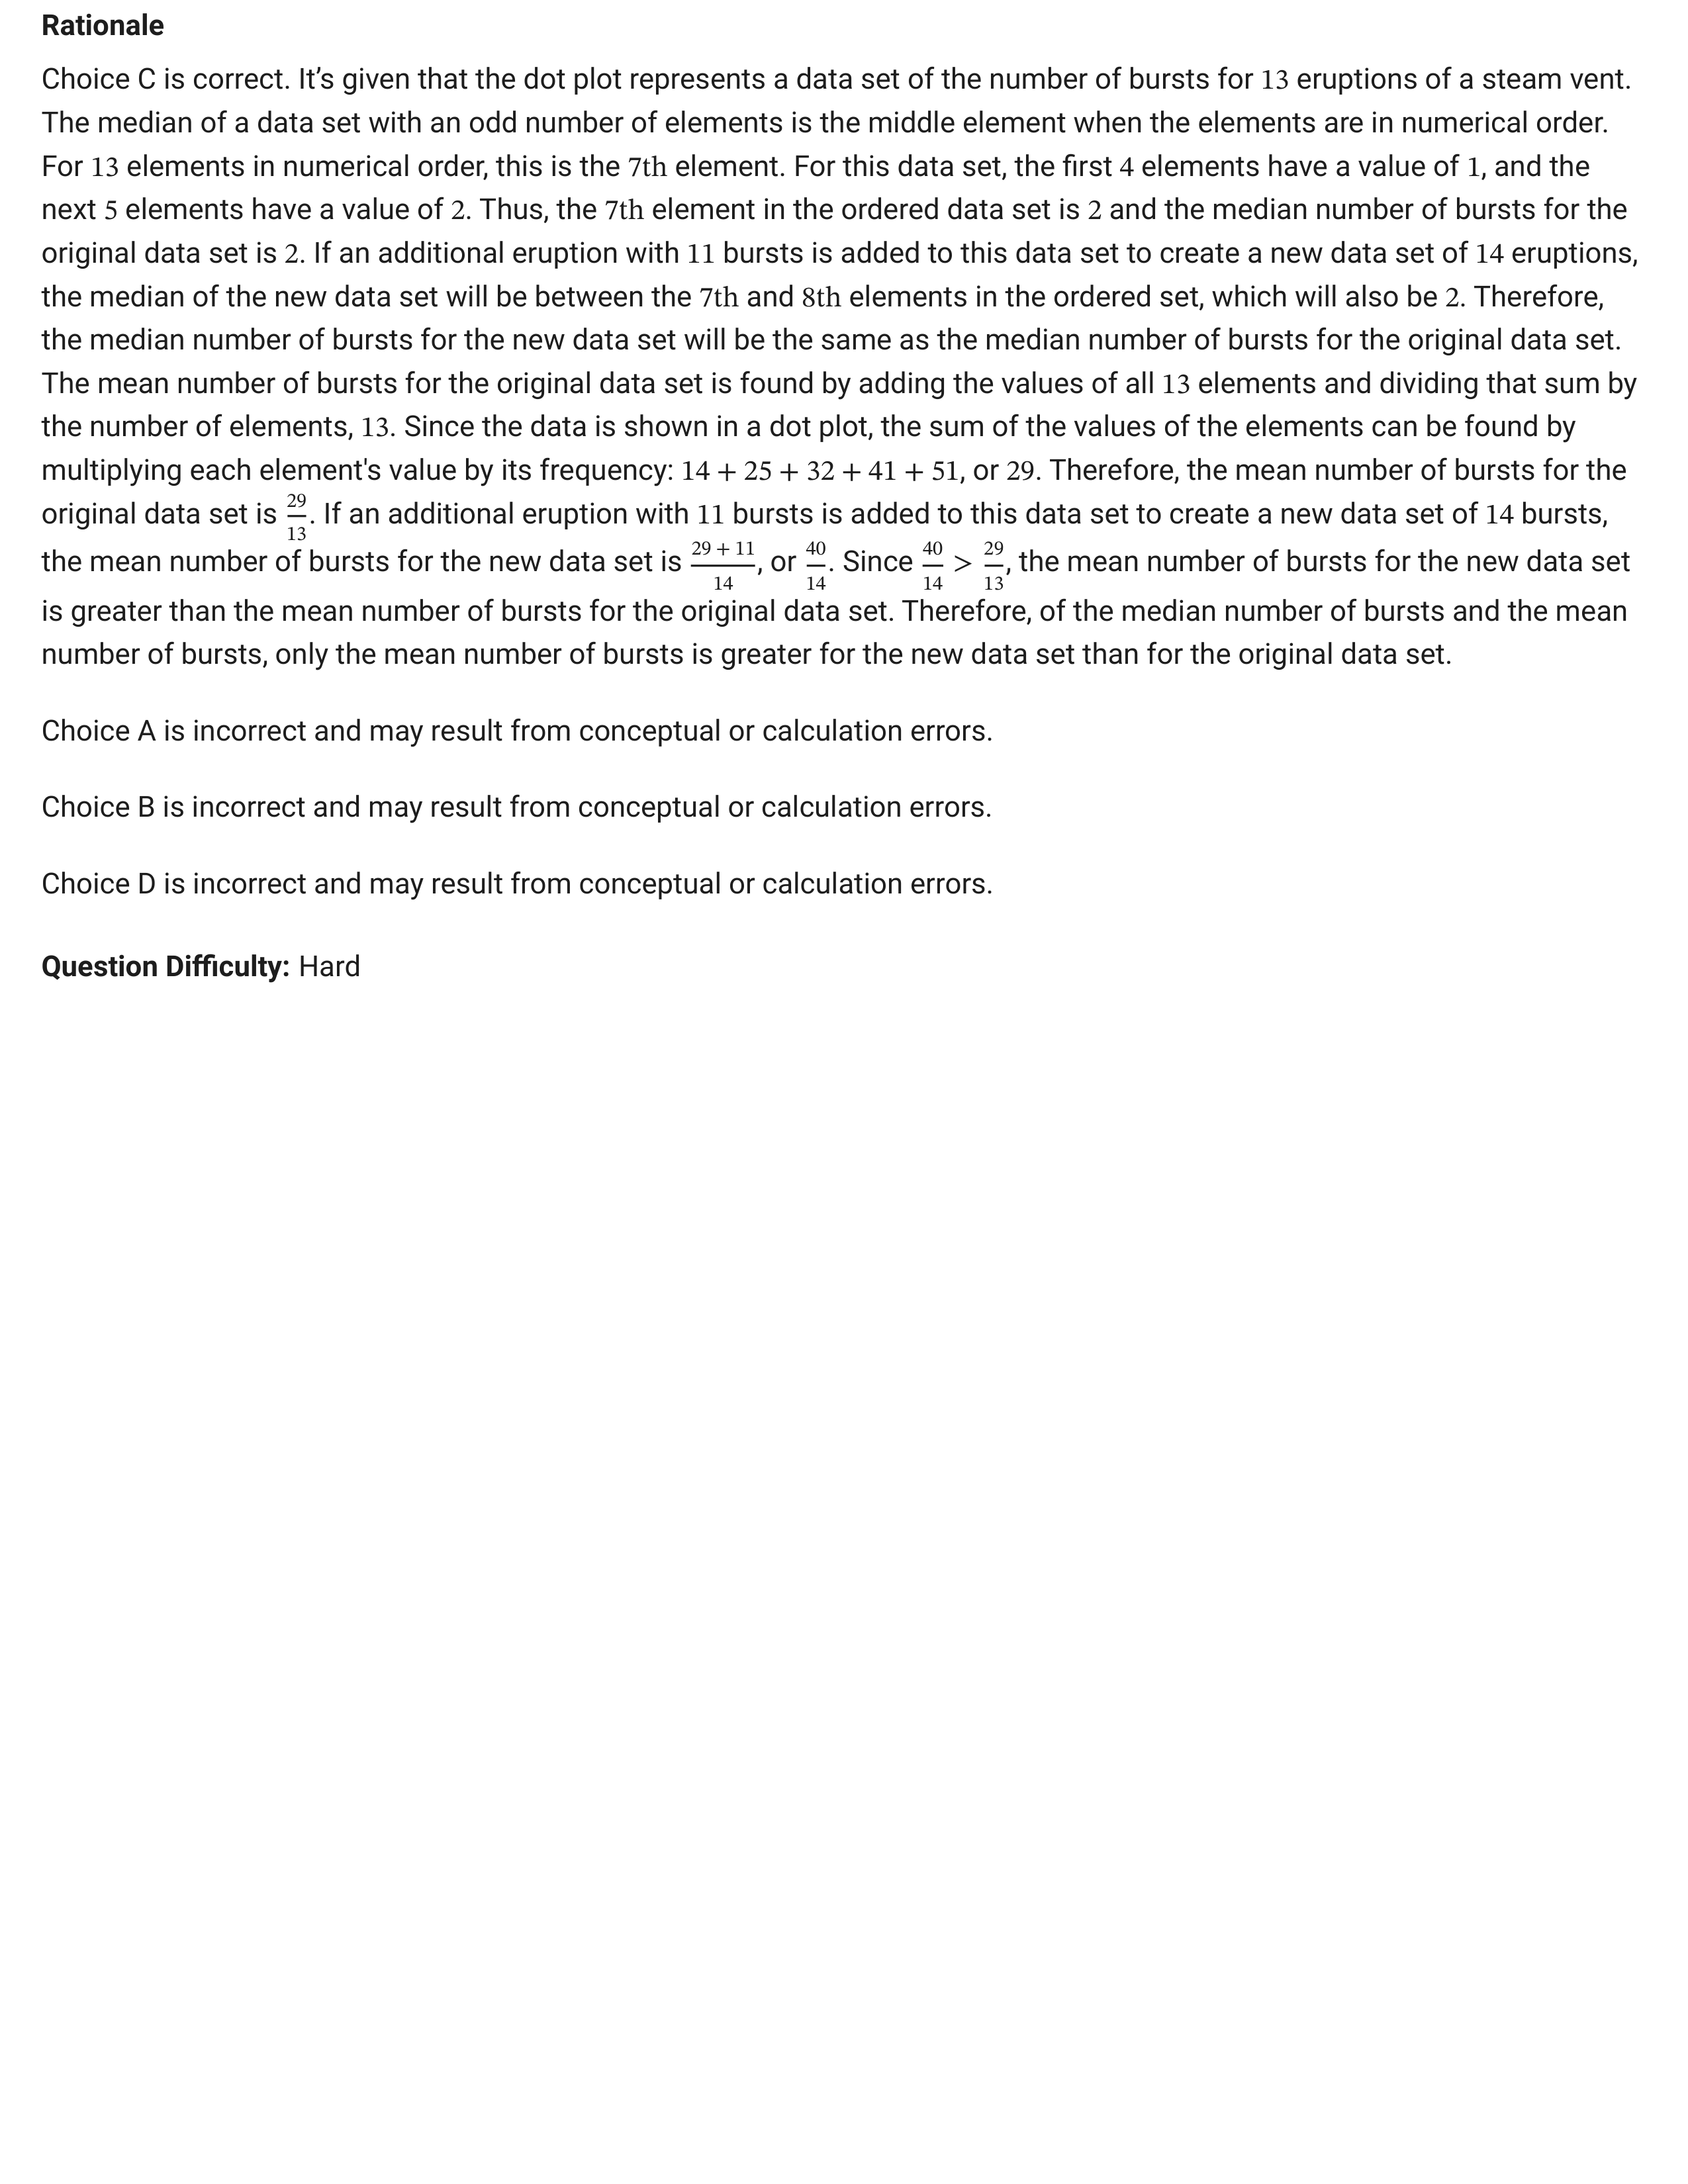 Rationale
Choice C is correct. It’s given that the dot plot represents a data set of the number of bursts for 13 eruptions of a steam vent.
The median of a data set with an odd number of elements is the middle element when the elements are in numerical order.
For 13 elements in numerical order, this is the 7th element. For this data set, the first 4 elements have a value of 1, and the
next 5 elements have a value of 2. Thus, the 7th element in the ordered data set is 2 and the median number of bursts for the
original data set is 2. If an additional eruption with 11 bursts is added to this data set to create a new data set of 14 eruptions,
the median of the new data set will be between the 7th and 8th elements in the ordered set, which will also be 2. Therefore,
the median number of bursts for the new data set will be the same as the median number of bursts for the original data set.
The mean number of bursts for the original data set is found by adding the values of all 13 elements and dividing that sum by
the number of elements, 13. Since the data is shown in a dot plot, the sum of the values of the elements can be found by
multiplying each element's value by its frequency: 14 + 25 + 32 + 41 + 51, or 29. Therefore, the mean number of bursts for the
original data set is 29/13. If an additional eruption with 11 bursts is added to this data set to create a new data set of 14 bursts,
the mean number of bursts for the new data set is (29 + 11)/14, or 40/14. Since 40/14 > 29/13, the mean number of bursts for the new data set
is greater than the mean number of bursts for the original data set. Therefore, of the median number of bursts and the mean
number of bursts, only the mean number of bursts is greater for the new data set than for the original data set.
Choice A is incorrect and may result from conceptual or calculation errors.
Choice B is incorrect and may result from conceptual or calculation errors.
Choice D is incorrect and may result from conceptual or calculation errors.
Question Difficulty: Hard